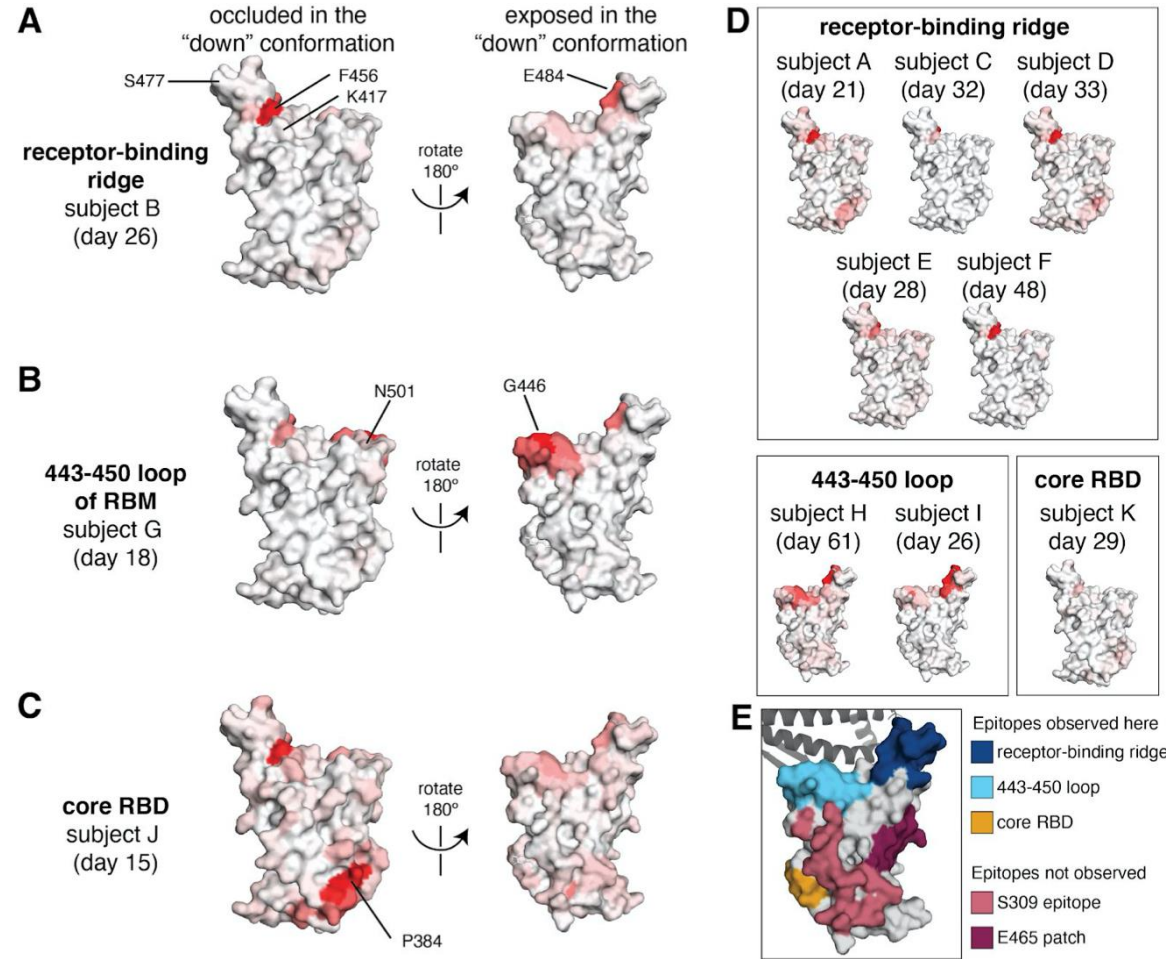 A
occluded in the
“down” conformation
exposed in the
“down” conformation
S477
F456
K417
E484
receptor-binding
ridge
subject B
(day 26)
rotate
180º
B
N501
G446
443-450 loop
of RBM
subject G
(day 18)
rotate
180º
C
core RBD
subject J
(day 15)
rotate
180º
P384
D
receptor-binding ridge
subject A
(day 21)
subject C
(day 32)
subject D
(day 33)
subject E
(day 28)
subject F
(day 48)
443-450 loop
subject H
(day 61)
subject I
(day 26)
core RBD
subject K
day 29)
E
Epitopes observed here
receptor-binding ridge
443-450 loop
core RBD
Epitopes not observed
S309 epitope
E465 patch